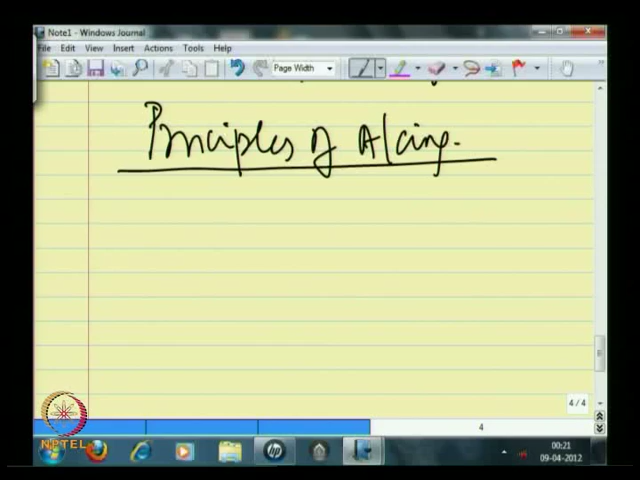 Note1 - Windows Journal
File Edit View Insert Actions Tools Help
Page Width
Principles of A/cing.
4/4
4
NPTEL
00:21
09-04-2012